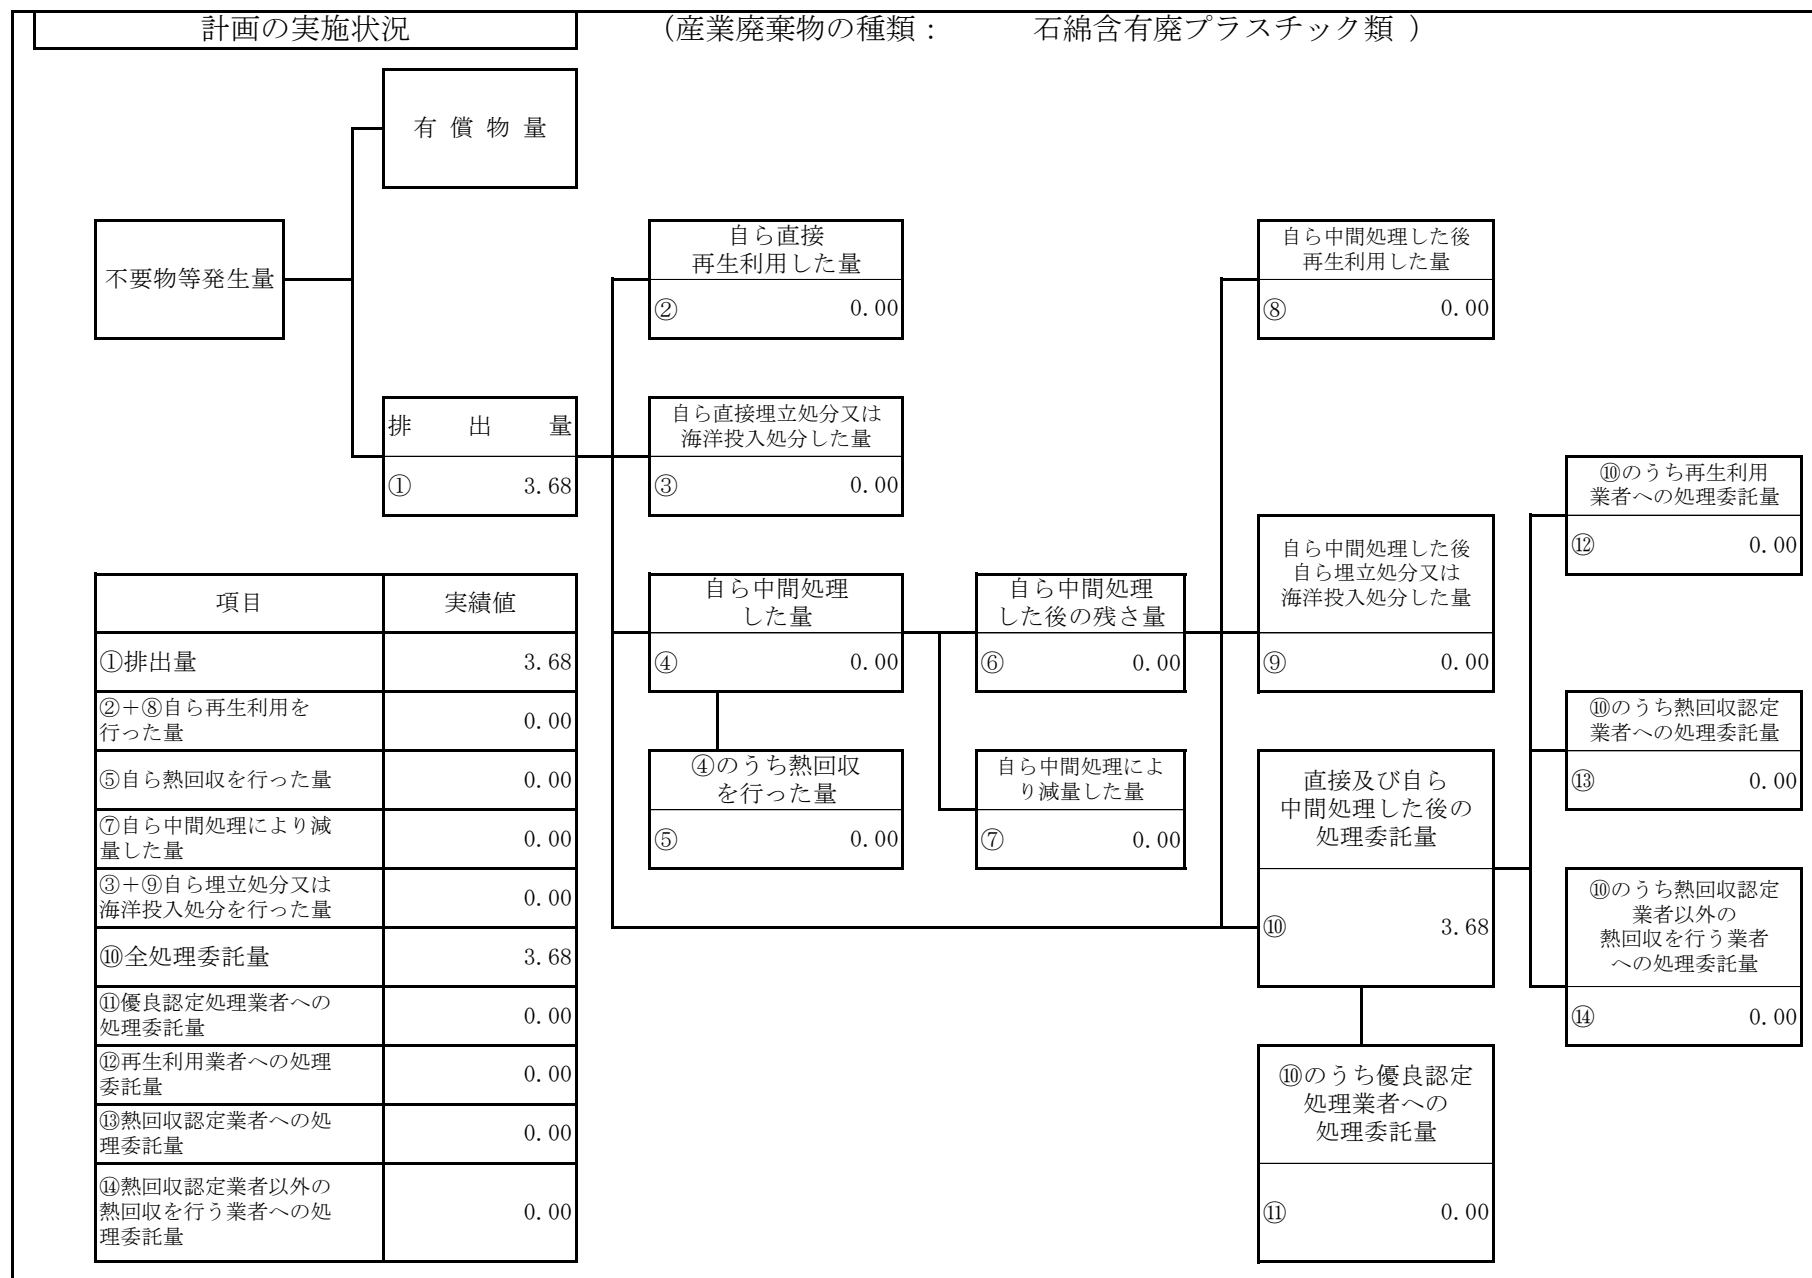 計画の実施状況
（産業廃棄物の種類： 石綿含有廃プラスチック類 ）
有 償 物 量
不要物等発生量
自ら直接
再生利用した量
② 0.00
自ら中間処理した後
再生利用した量
⑧ 0.00
排 出 量
① 3.68
自ら直接埋立処分又は
海洋投入処分した量
③ 0.00
⑩のうち再生利用
業者への処理委託量
⑫ 0.00
自ら中間処理した後
自ら埋立処分又は
海洋投入処分した量
⑨ 0.00
自ら中間処理
した量
④ 0.00
自ら中間処理
した後の残さ量
⑥ 0.00
⑩のうち熱回収認定
業者への処理委託量
⑬ 0.00
④のうち熱回収
を行った量
⑤ 0.00
自ら中間処理によ
り減量した量
⑦ 0.00
直接及び自ら
中間処理した後の
処理委託量
⑩ 3.68
⑩のうち熱回収認定
業者以外の
熱回収を行う業者
への処理委託量
⑭ 0.00
⑩のうち優良認定
処理業者への
処理委託量
⑪ 0.00
項目 実績値
①排出量 3.68
②＋⑧自ら再生利用を
行った量 0.00
⑤自ら熱回収を行った量 0.00
⑦自ら中間処理により減
量した量 0.00
③＋⑨自ら埋立処分又は
海洋投入処分を行った量 0.00
⑩全処理委託量 3.68
⑪優良認定処理業者への
処理委託量 0.00
⑫再生利用業者への処理
委託量 0.00
⑬熱回収認定業者への処
理委託量 0.00
⑭熱回収認定業者以外の
熱回収を行う業者への処
理委託量 0.00